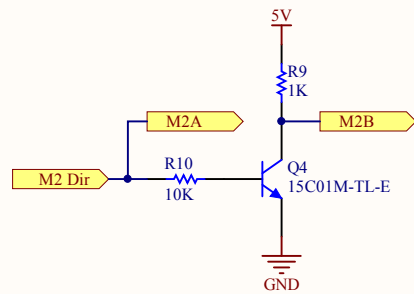 5V
R9
1K
M2A
M2B
R10
Q4
M2 Dir
10K
15C01M-TL-E
GND